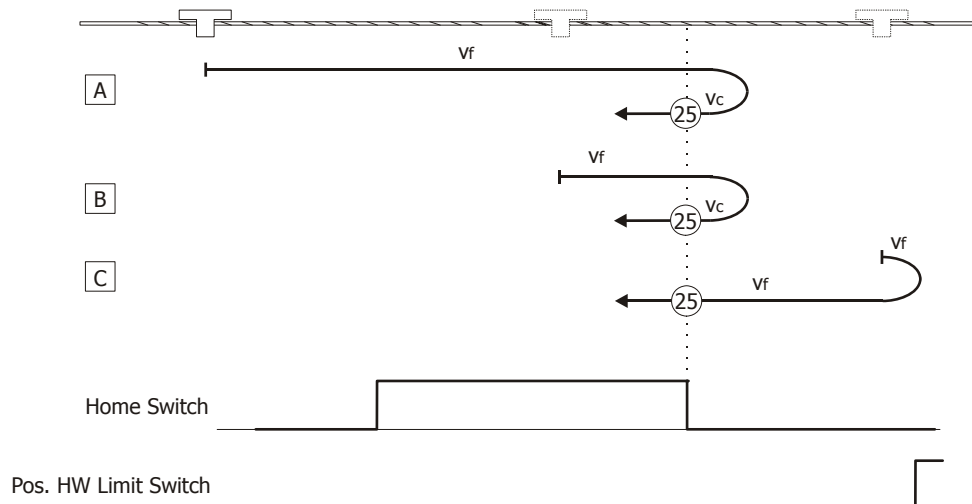 Vf
A
Vc
25
Vf
B
Vc
25
Vf
C
Vf
25
Home Switch
Pos. HW Limit Switch